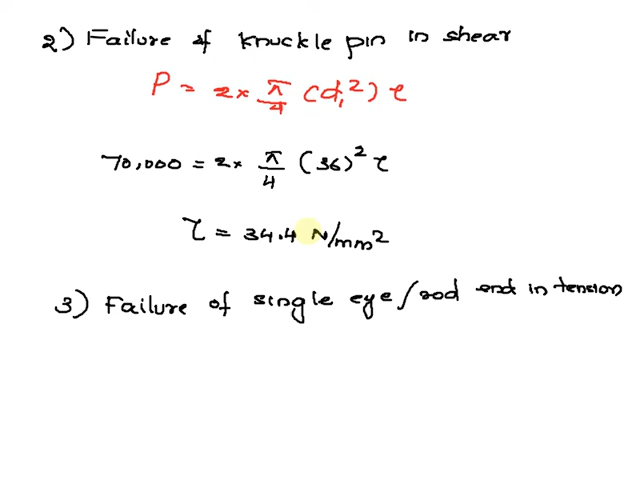 2) Failure of knuckle pin in shear
P = 2 × π/4 (d₁²) τ
70,000 = 2 × π/4 (36)² τ
τ = 34.4 N/mm²
3) Failure of single eye/rod end in tension